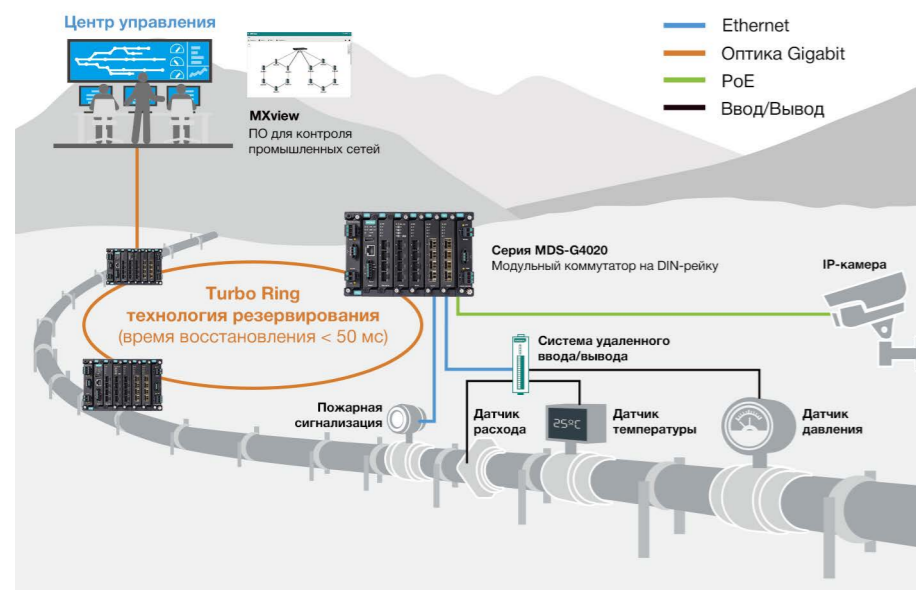 Центр управления
MXview
ПО для контроля
промышленных сетей
Ethernet
Оптика Gigabit
PoE
Ввод/Вывод
Серия MDS-G4020
Модульный коммутатор на DIN-рейку
IP-камера
Turbo Ring
технология резервирования
(время восстановления < 50 мс)
Система удаленного
ввода/вывода
Пожарная
сигнализация
Датчик
расхода
25ºC
Датчик
температуры
Датчик
давления